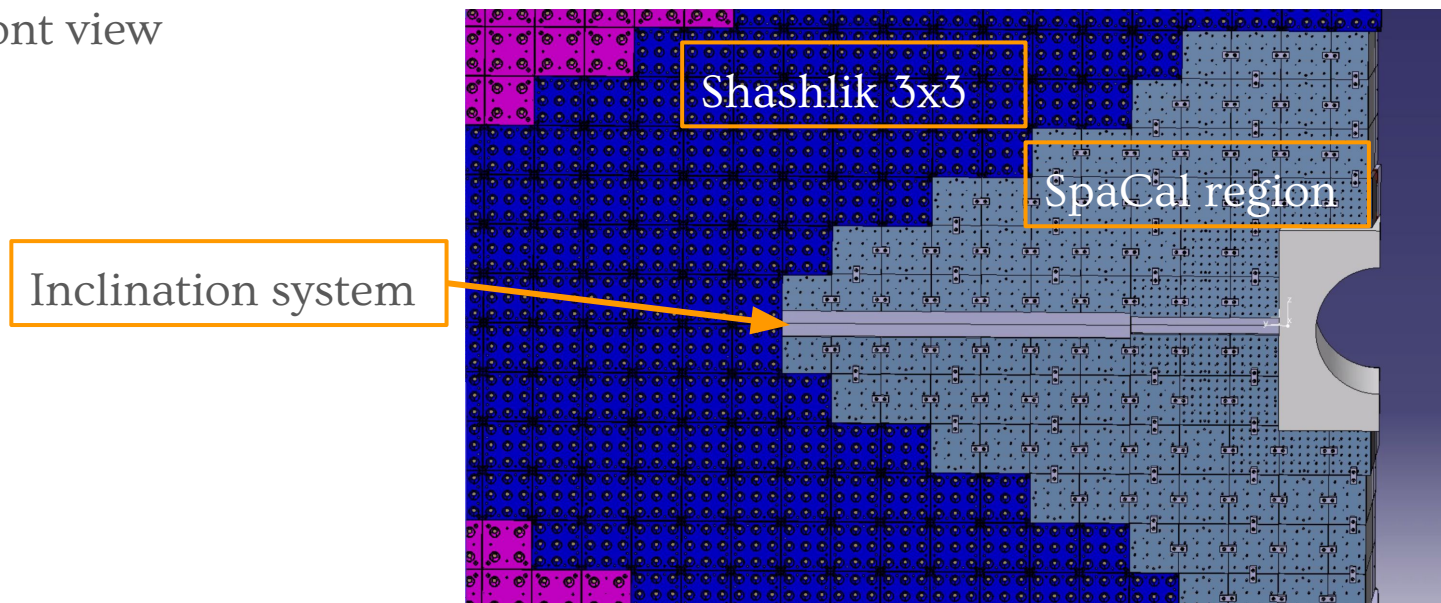 ont view
Shashlik 3x3
SpaCal region
Inclination system